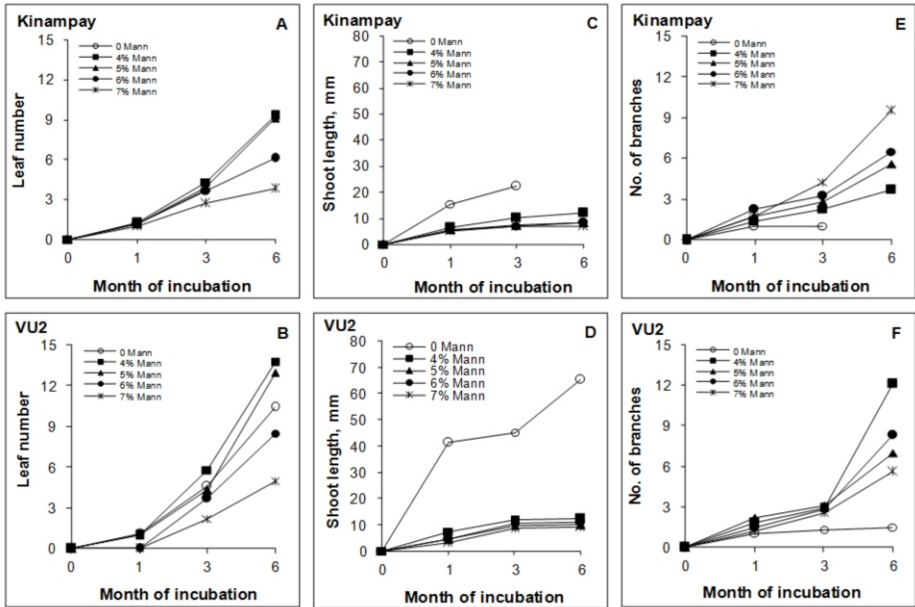 Kinampay
A
Leaf number
15
12
9
6
3
0
0 Mann
4% Mann
5% Mann
6% Mann
7% Mann
0 1 3 6
Month of incubation
C
Kinampay
Shoot length, mm
80
70
60
50
40
30
20
10
0
0 Mann
4% Mann
5% Mann
6% Mann
7% Mann
0 1 3 6
Month of incubation
Kinampay
E
No. of branches
15
12
9
6
3
0
0 Mann
4% Mann
5% Mann
6% Mann
7% Mann
0 1 3 6
Month of incubation
VU2
B
Leaf number
15
12
9
6
3
0
0 Mann
4% Mann
5% Mann
6% Mann
7% Mann
0 1 3 6
Month of incubation
VU2
D
Shoot length, mm
80
70
60
50
40
30
20
10
0
0 Mann
4% Mann
5% Mann
6% Mann
7% Mann
0 1 3 6
Month of incubation
VU2
F
No. of branches
15
12
9
6
3
0
0 Mann
4% Mann
5% Mann
6% Mann
7% Mann
0 1 3 6
Month of incubation